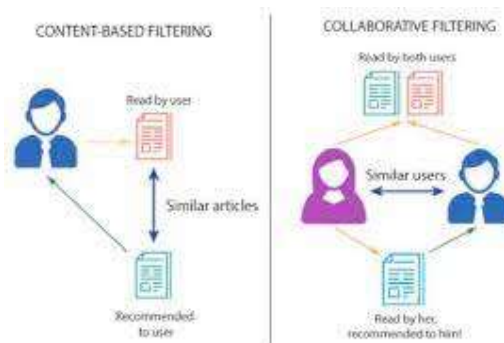 CONTENT-BASED FILTERING
Read by user
Similar articles
Recommended
to user
COLLABORATIVE FILTERING
Read by both users
Similar users
Read by her,
recommended to him!